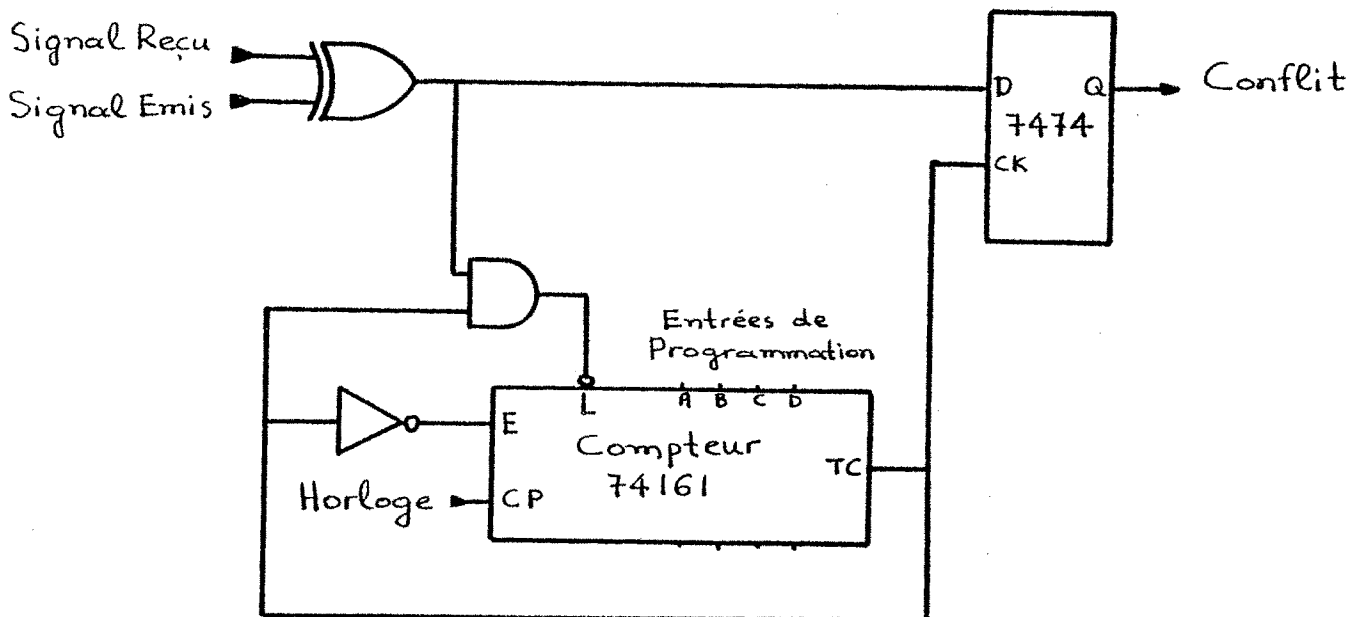 Signal Reçu
Signal Emis
D Q
7474
CK
Conflit
Entrées de
Programmation
L A B C D
E
Compteur
74161
TC
Horloge
CP